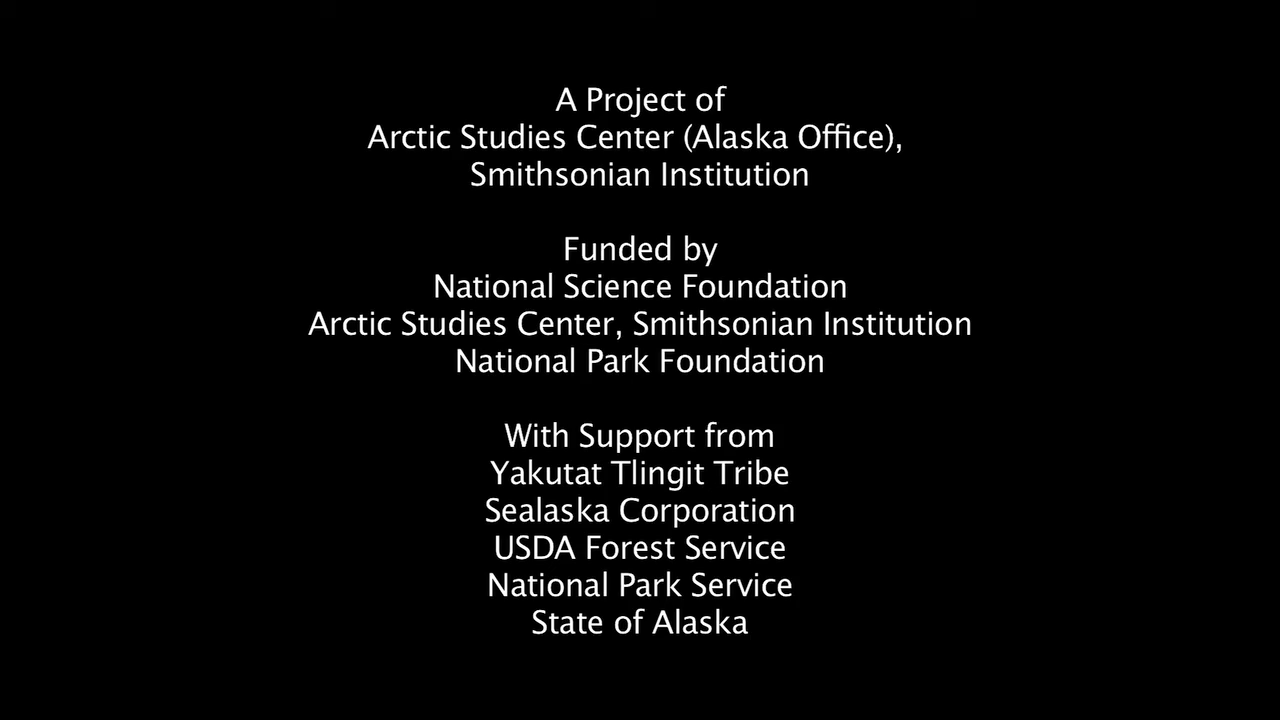 A Project of
Arctic Studies Center (Alaska Office),
Smithsonian Institution
Funded by
National Science Foundation
Arctic Studies Center, Smithsonian Institution
National Park Foundation
With Support from
Yakutat Tlingit Tribe
Sealaska Corporation
USDA Forest Service
National Park Service
State of Alaska